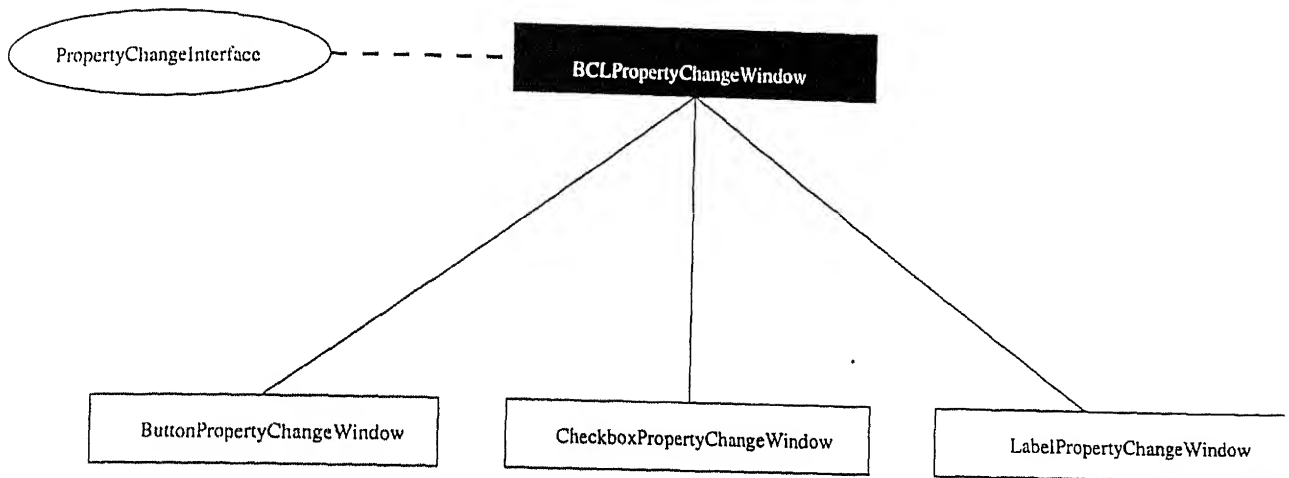 PropertyChangeInterface
BCLPropertyChangeWindow
ButtonPropertyChangeWindow
CheckboxPropertyChangeWindow
LabelPropertyChangeWindow